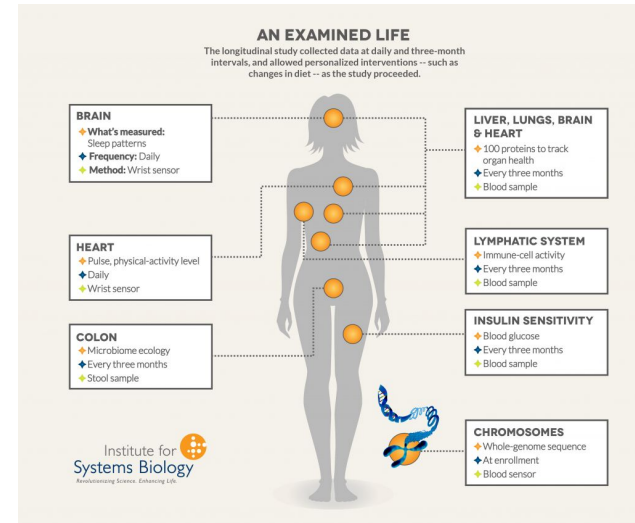 AN EXAMINED LIFE
The longitudinal study collected data at daily and three-month
intervals, and allowed personalized interventions -- such as
changes in diet -- as the study proceeded.
BRAIN
What's measured:
Sleep patterns
Frequency: Daily
Method: Wrist sensor
HEART
Pulse, physical-activity level
Daily
Wrist sensor
COLON
Microbiome ecology
Every three months
Stool sample
LIVER, LUNGS, BRAIN
& HEART
100 proteins to track
organ health
Every three months
Blood sample
LYMPHATIC SYSTEM
Immune-cell activity
Every three months
Blood sample
INSULIN SENSITIVITY
Blood glucose
Every three months
Blood sample
CHROMOSOMES
Whole-genome sequence
At enrollment
Blood sensor
Institute for
Systems Biology
Revolutionizing Science. Enhancing Life.